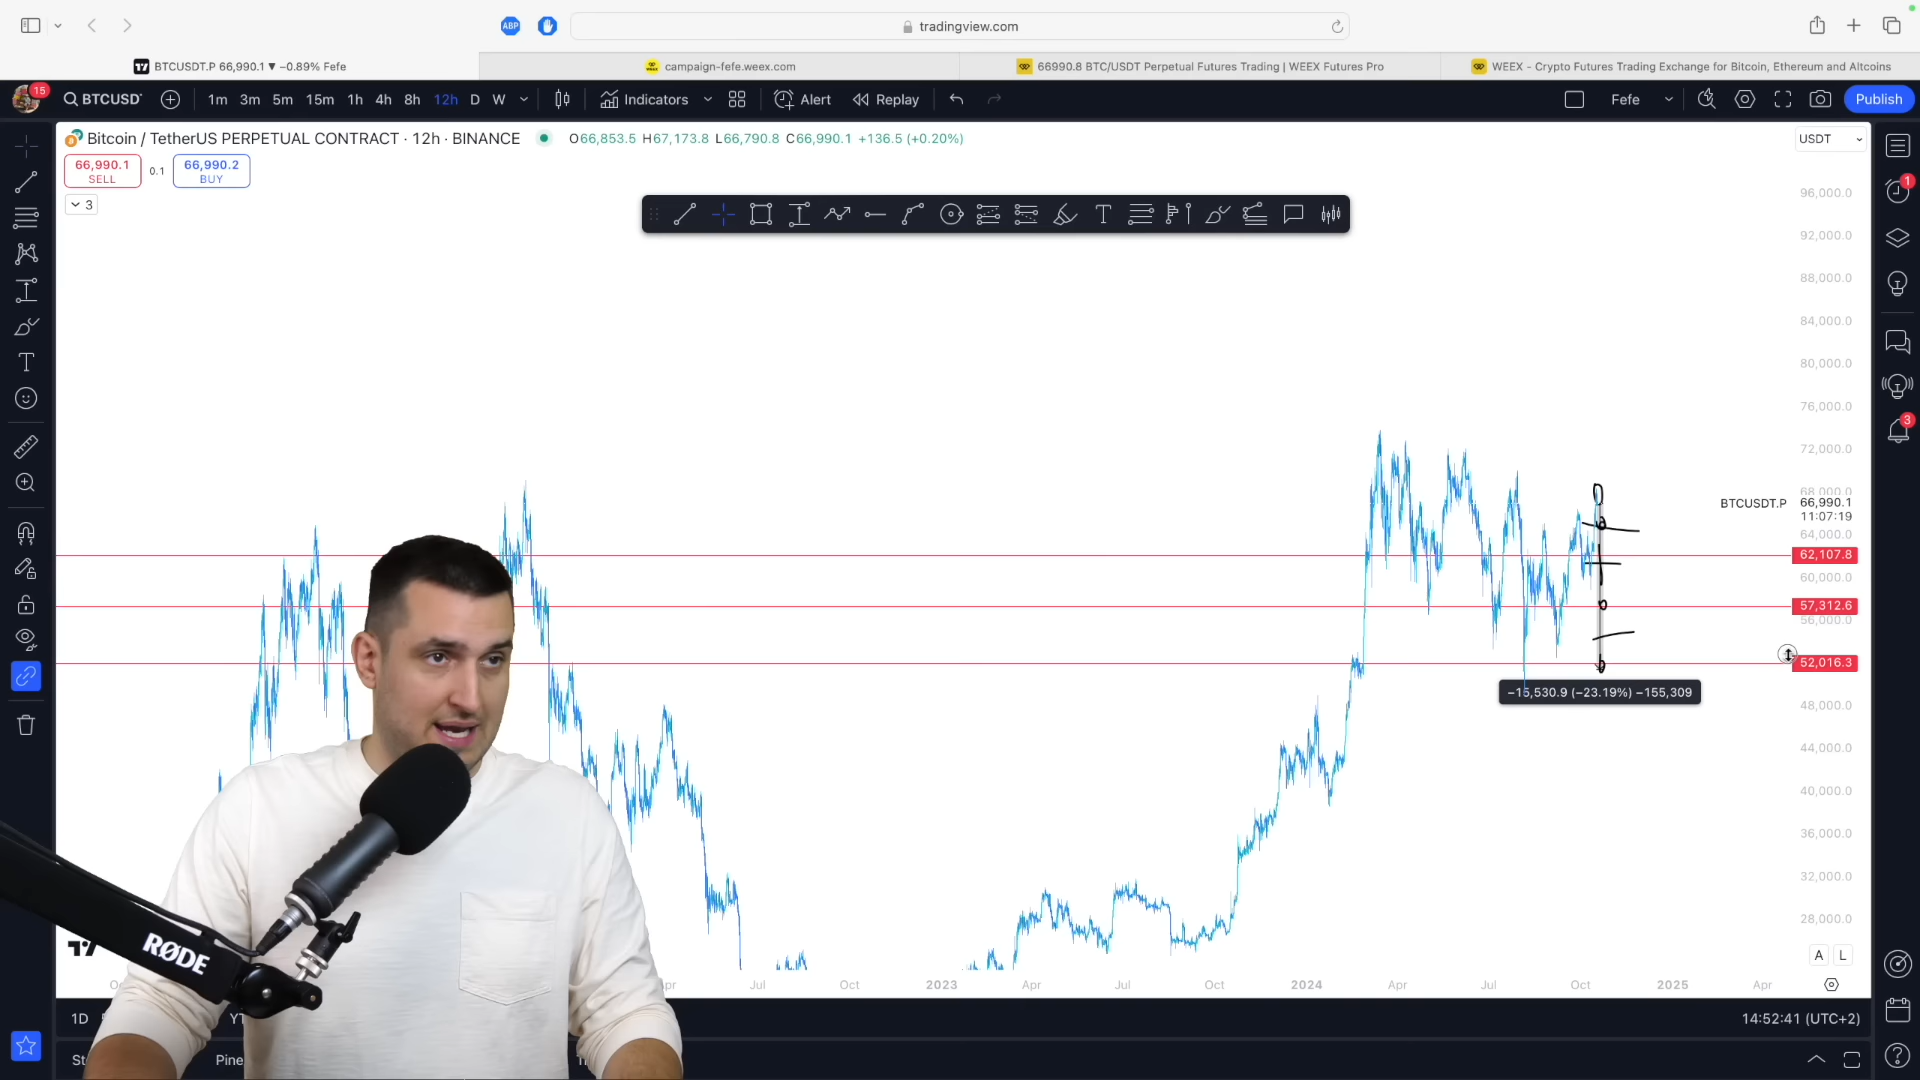 ABP
tradingview.com
BTCUSDT.P 66,990.1 ▼ −0.89% Fefe
campaign-fefe.weex.com
66990.8 BTC/USDT Perpetual Futures Trading | WEEX Futures Pro
WEEX - Crypto Futures Trading Exchange for Bitcoin, Ethereum and Altcoins
15
BTCUSD
1m 3m 5m 15m 1h 4h 8h 12h D W
Indicators
Alert
Replay
Fefe
Publish
Bitcoin / TetherUS PERPETUAL CONTRACT · 12h · BINANCE
O66,853.5 H67,173.8 L66,790.8 C66,990.1 +136.5 (+0.20%)
USDT
66,990.1
SELL
0.1
66,990.2
BUY
3
1
3
96,000.0
92,000.0
88,000.0
84,000.0
80,000.0
76,000.0
72,000.0
68,000.0
BTCUSDT.P 66,990.1
11:07:19
64,000.0
62,107.8
60,000.0
57,312.6
56,000.0
52,016.3
−15,530.9 (−23.19%) −155,309
48,000.0
44,000.0
40,000.0
36,000.0
32,000.0
28,000.0
RØDE
A L
Jul Oct 2023 Apr Jul Oct 2024 Apr Jul Oct 2025 Apr
1D
14:52:41 (UTC+2)
Pine